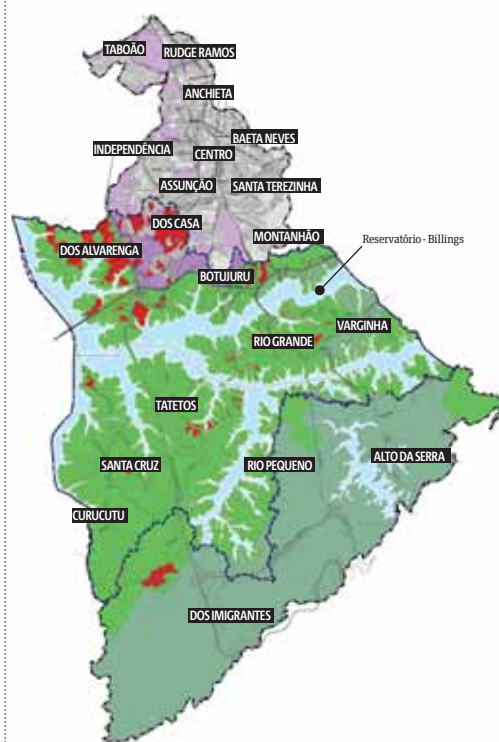 TABOÃO
RUDGE RAMOS
ANCHIETA
BAETA NEVES
INDEPENDÊNCIA
CENTRO
ASSUNÇÃO
SANTA TEREZINHA
DOS CASA
MONTANHÃO
DOS ALVARENGA
Reservatório - Billings
BOTUJURU
VARGINHA
RIO GRANDE
TATETOS
ALTO DA SERRA
SANTA CRUZ
RIO PEQUENO
CURUCUTU
DOS IMIGRANTES